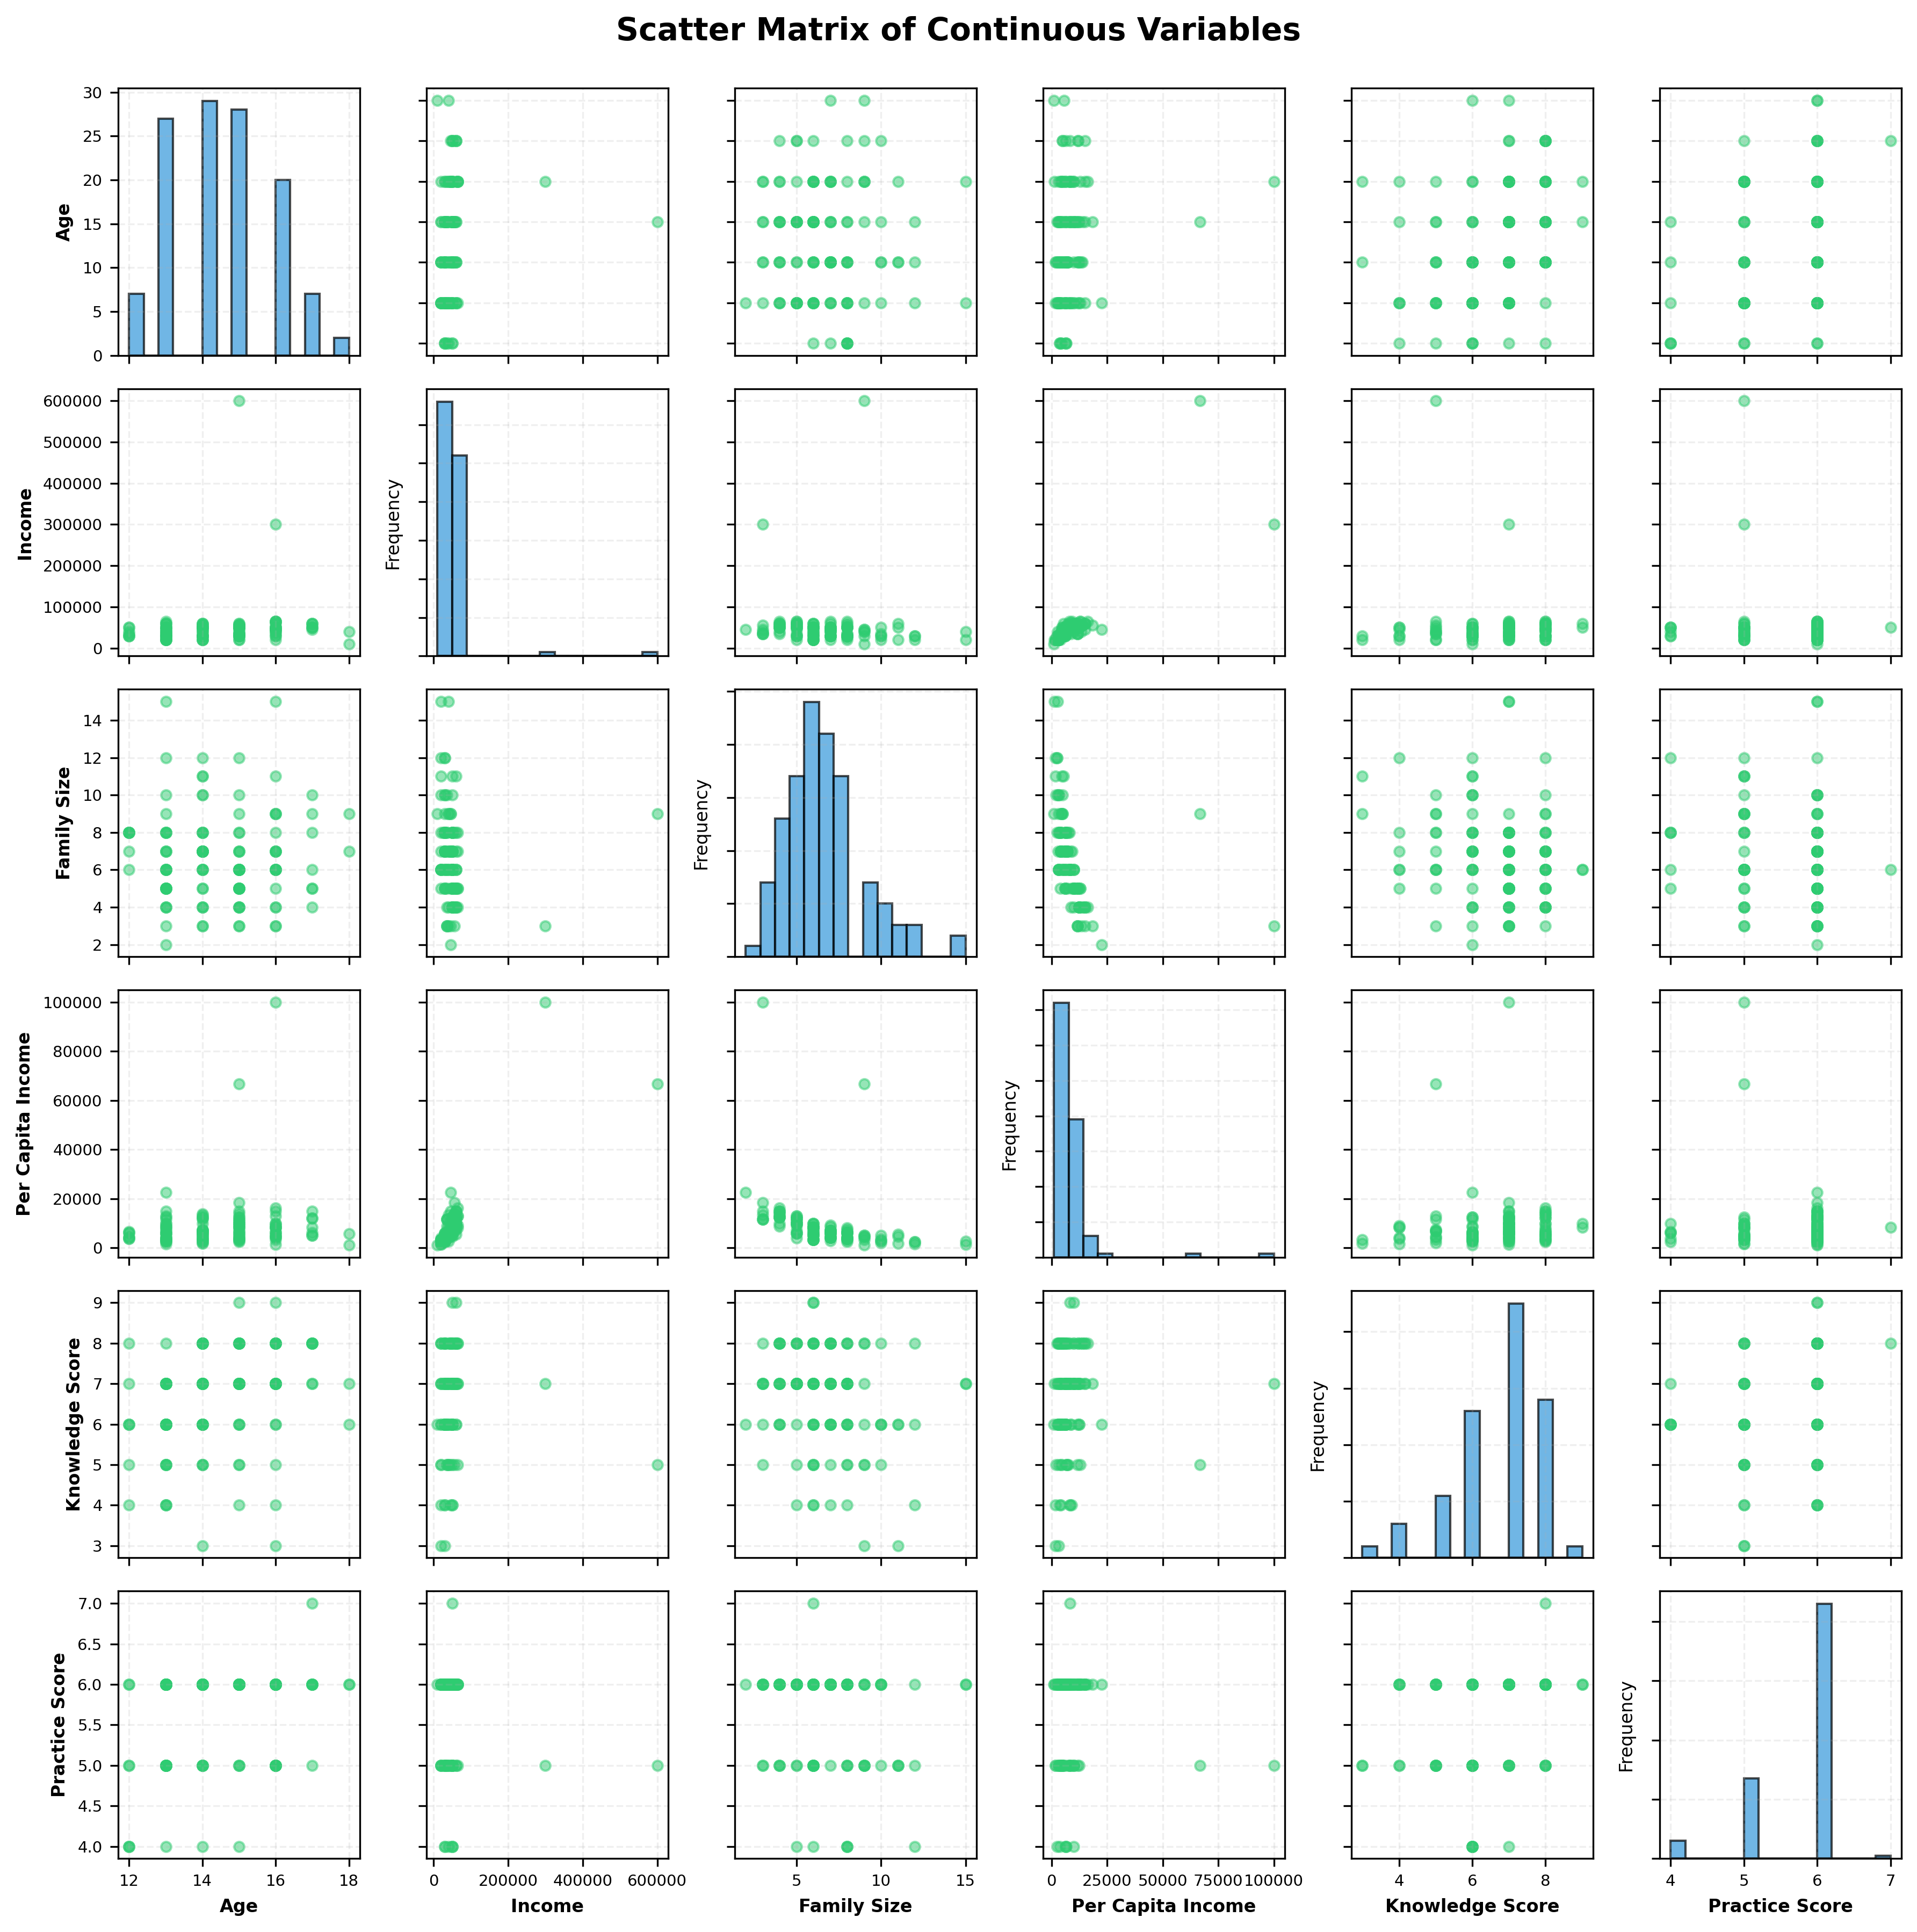 Scatter Matrix of Continuous Variables
30
25
20
15
10
5
0
Age
600000
500000
400000
300000
200000
100000
0
Income
Frequency
14
12
10
8
6
4
2
Family Size
Frequency
100000
80000
60000
40000
20000
0
Per Capita Income
Frequency
9
8
7
6
5
4
3
Knowledge Score
Frequency
7.0
6.5
6.0
5.5
5.0
4.5
4.0
Practice Score
Frequency
12 14 16 18
0 200000 400000 600000
5 10 15
0 25000 50000 75000 100000
4 6 8
4 5 6 7
Age
Income
Family Size
Per Capita Income
Knowledge Score
Practice Score